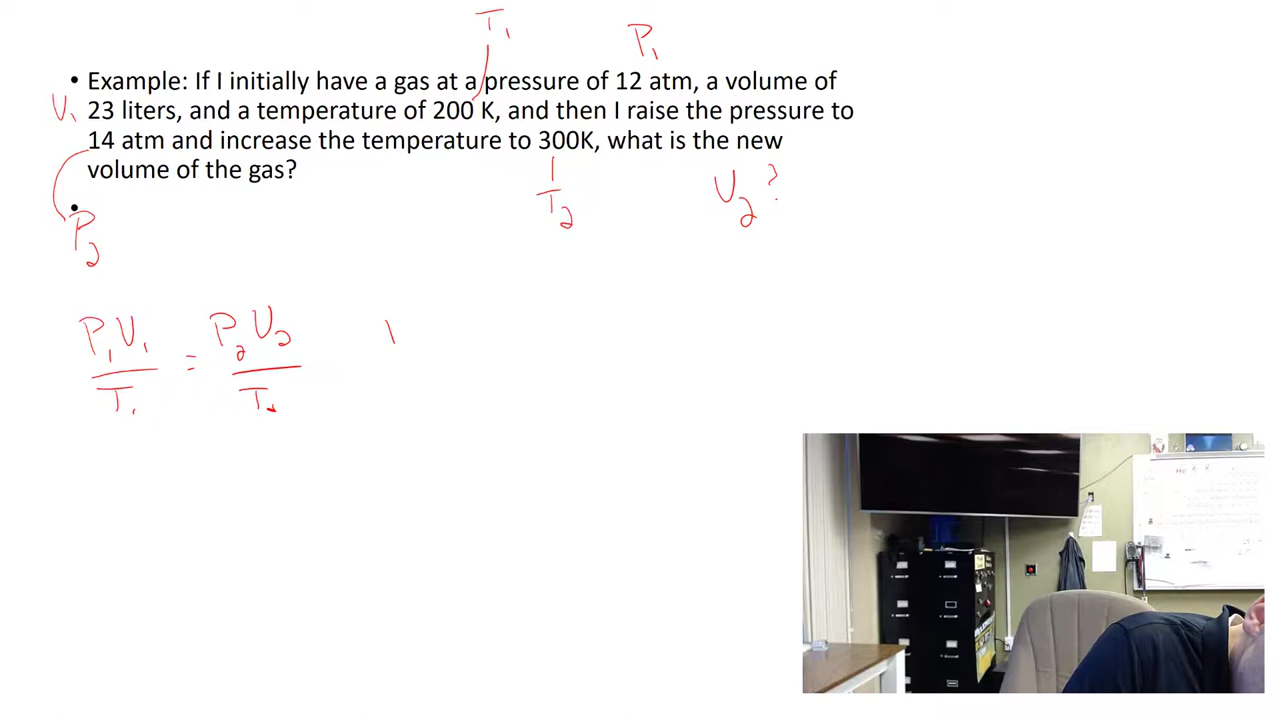 T₁
P₁
• Example: If I initially have a gas at a pressure of 12 atm, a volume of
V₁ 23 liters, and a temperature of 200 K, and then I raise the pressure to
14 atm and increase the temperature to 300K, what is the new
volume of the gas?
T₂ V₂ ?
•
P₂
P₁V₁ = P₂V₂
T₁ T₂